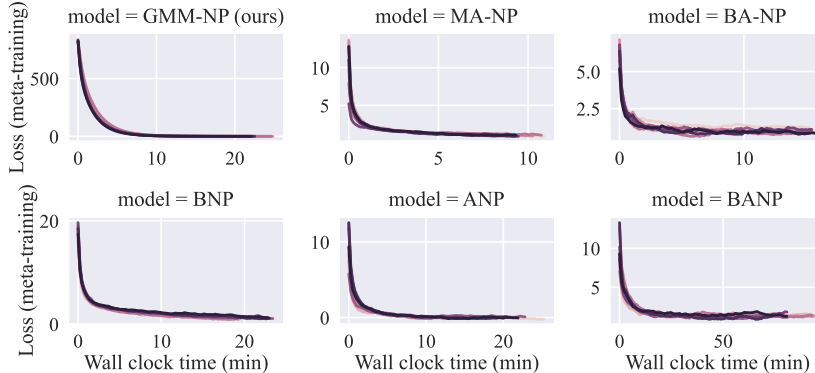 model = GMM-NP (ours)
model = MA-NP
model = BA-NP
Loss (meta-training)
500
0
0
10
20
10
5
0
5
10
5.0
2.5
0
10
model = BNP
model = ANP
model = BANP
Loss (meta-training)
20
0
0
10
20
10
0
0
10
20
10
5
0
50
Wall clock time (min)
Wall clock time (min)
Wall clock time (min)